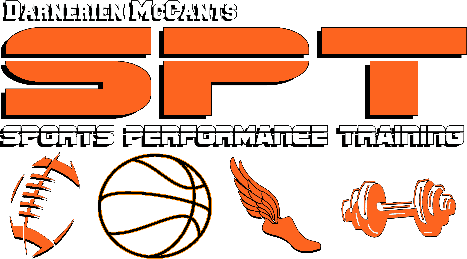 Darnerien McCants
SPT
SPORTS PERFORMANCE TRAINING